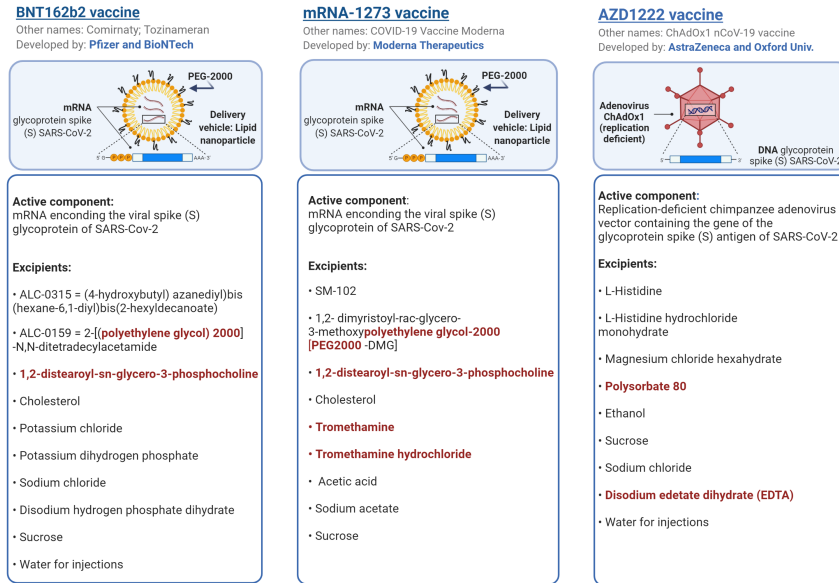 BNT162b2 vaccine
Other names: Comirnaty; Tozinameran
Developed by: Pfizer and BioNTech
PEG-2000
mRNA
glycoprotein spike
(S) SARS-CoV-2
Delivery
vehicle: Lipid
nanoparticle
5' G P P P AAA-3'
Active component:
mRNA enconding the viral spike (S)
glycoprotein of SARS-Cov-2
Excipients:
• ALC-0315 = (4-hydroxybutyl) azanediyl)bis
(hexane-6,1-diyl)bis(2-hexyldecanoate)
• ALC-0159 = 2-[(polyethylene glycol) 2000]
-N,N-ditetradecylacetamide
• 1,2-distearoyl-sn-glycero-3-phosphocholine
• Cholesterol
• Potassium chloride
• Potassium dihydrogen phosphate
• Sodium chloride
• Disodium hydrogen phosphate dihydrate
• Sucrose
• Water for injections
mRNA-1273 vaccine
Other names: COVID-19 Vaccine Moderna
Developed by: Moderna Therapeutics
PEG-2000
mRNA
glycoprotein spike
(S) SARS-CoV-2
Delivery
vehicle: Lipid
nanoparticle
5' G P P P AAA-3'
Active component:
mRNA enconding the viral spike (S)
glycoprotein of SARS-Cov-2
Excipients:
• SM-102
• 1,2- dimyristoyl-rac-glycero-
3-methoxypolyethylene glycol-2000
[PEG2000 -DMG]
• 1,2-distearoyl-sn-glycero-3-phosphocholine
• Cholesterol
• Tromethamine
• Tromethamine hydrochloride
• Acetic acid
• Sodium acetate
• Sucrose
AZD1222 vaccine
Other names: ChAdOx1 nCoV-19 vaccine
Developed by: AstraZeneca and Oxford Univ.
Adenovirus
ChAdOx1
(replication
deficient)
5' 3'
DNA glycoprotein
spike (S) SARS-CoV-2
Active component:
Replication-deficient chimpanzee adenovirus
vector containing the gene of the
glycoprotein spike (S) antigen of SARS-CoV-2
Excipients:
• L-Histidine
• L-Histidine hydrochloride
monohydrate
• Magnesium chloride hexahydrate
• Polysorbate 80
• Ethanol
• Sucrose
• Sodium chloride
• Disodium edetate dihydrate (EDTA)
• Water for injections